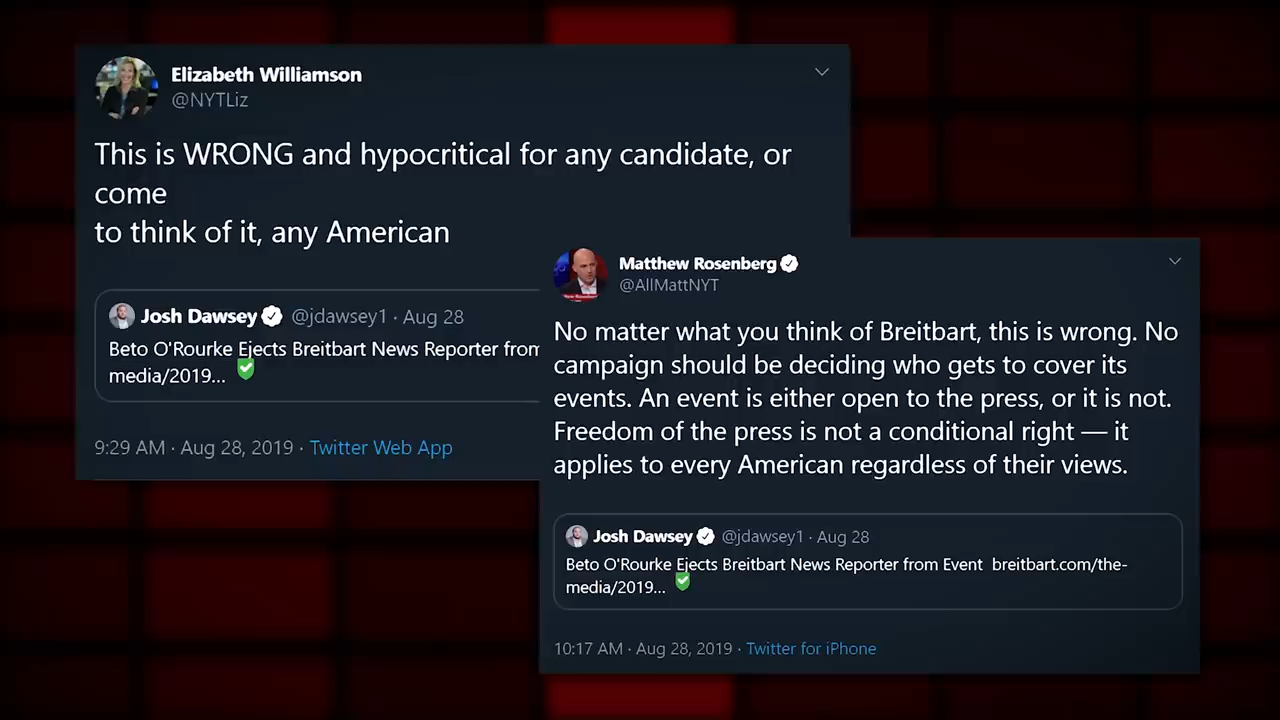 Elizabeth Williamson
@NYTLiz
This is WRONG and hypocritical for any candidate, or
come
to think of it, any American
Josh Dawsey @jdawsey1 · Aug 28
Beto O'Rourke Ejects Breitbart News Reporter from
media/2019...
9:29 AM · Aug 28, 2019 · Twitter Web App
Matthew Rosenberg
@AllMattNYT
No matter what you think of Breitbart, this is wrong. No
campaign should be deciding who gets to cover its
events. An event is either open to the press, or it is not.
Freedom of the press is not a conditional right — it
applies to every American regardless of their views.
Josh Dawsey @jdawsey1 · Aug 28
Beto O'Rourke Ejects Breitbart News Reporter from Event breitbart.com/the-
media/2019...
10:17 AM · Aug 28, 2019 · Twitter for iPhone